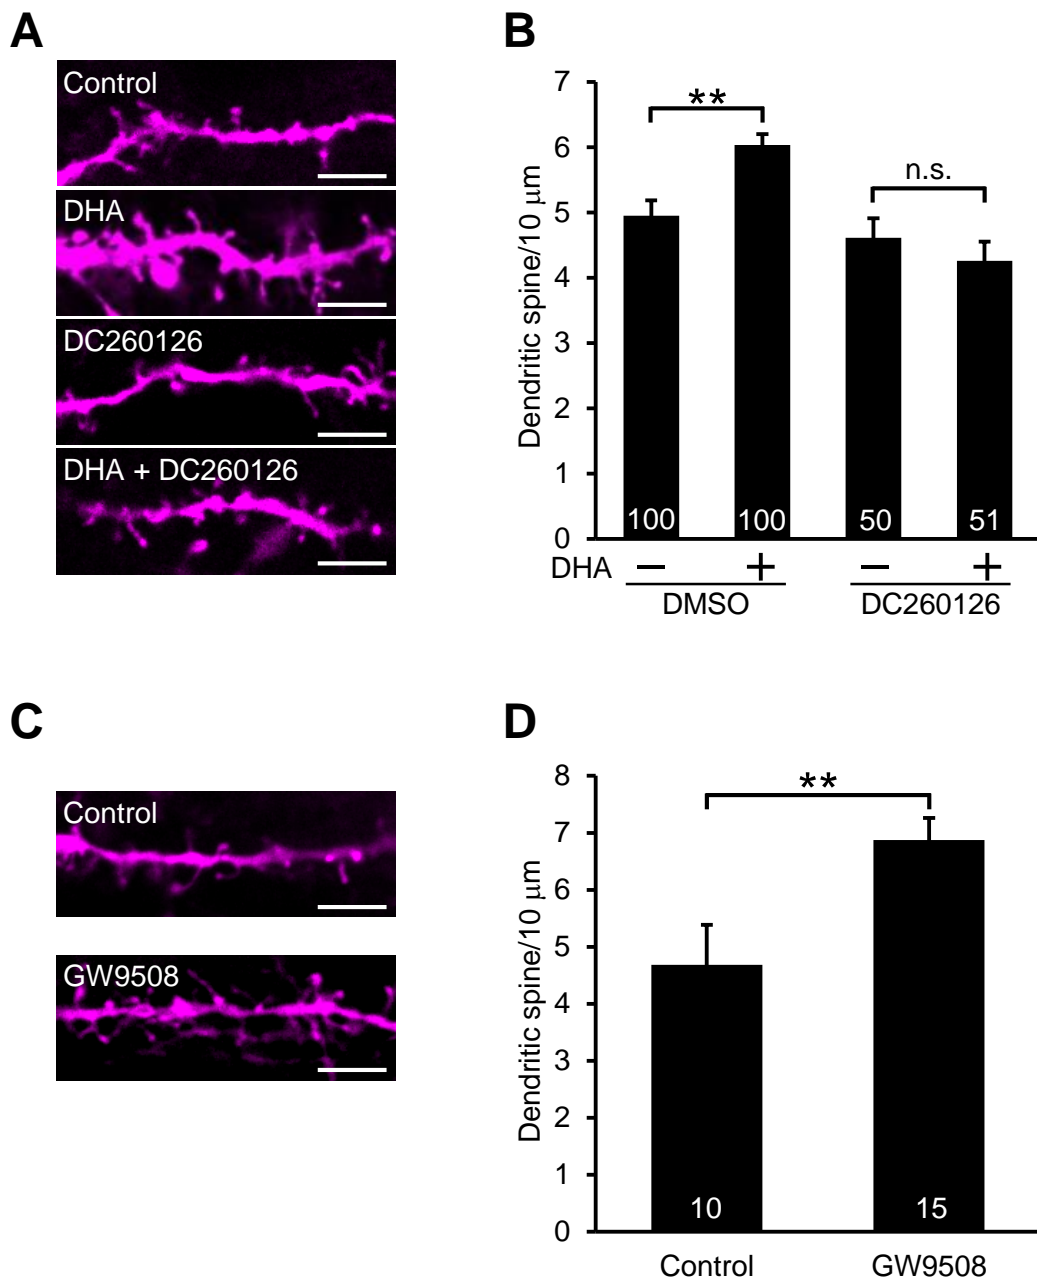 A
Control
DHA
DC260126
DHA + DC260126
B
Dendritic spine/10 μm
7
6
5
4
3
2
1
0
**
n.s.
100
100
50
51
DHA − + − +
DMSO
DC260126
C
Control
GW9508
D
Dendritic spine/10 μm
8
7
6
5
4
3
2
1
0
**
10
15
Control
GW9508